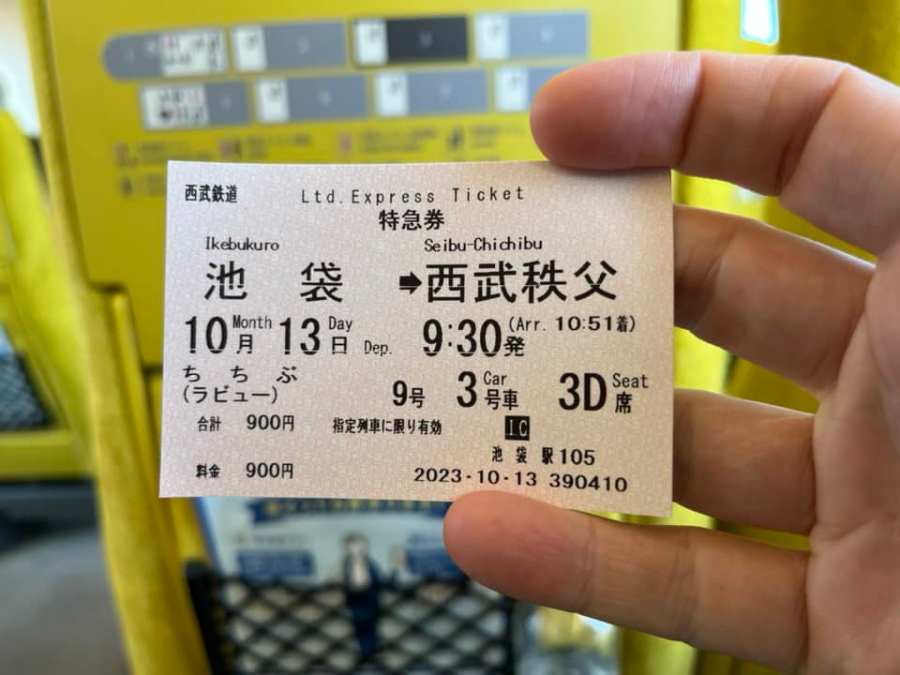 西武鉄道 Ltd.Express Ticket
特急券
Ikebukuro Seibu-Chichibu
池袋➡西武秩父
10 Month 月 13 Day 日 Dep. 9:30発 (Arr. 10:51着)
ちちぶ
(ラビュー) 9号 3 Car 号車 3D Seat 席
合計 900円 指定列車に限り有効 IC
池袋駅105
料金 900円 2023-10-13 390410